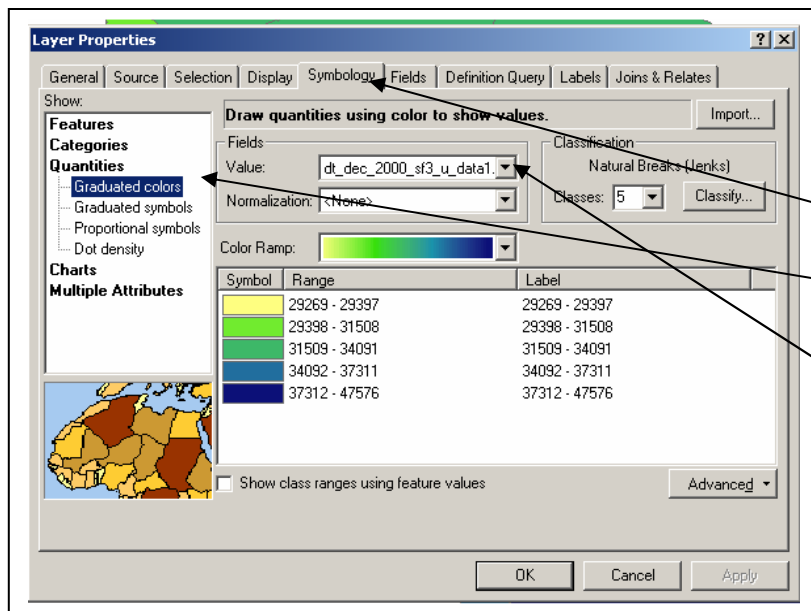 Layer Properties
General Source Selection Display Symbology Fields Definition Query Labels Joins & Relates
Show:
Features
Categories
Quantities
Graduated colors
Graduated symbols
Proportional symbols
Dot density
Charts
Multiple Attributes
Draw quantities using color to show values.
Import...
Fields
Value: dt_dec_2000_sf3_u_data1.
Normalization: <None>
Classification
Natural Breaks (Jenks)
Classes: 5 Classify...
Color Ramp:
Symbol Range Label
29269 - 29397 29269 - 29397
29398 - 31508 29398 - 31508
31509 - 34091 31509 - 34091
34092 - 37311 34092 - 37311
37312 - 47576 37312 - 47576
Show class ranges using feature values
Advanced
OK Cancel Apply